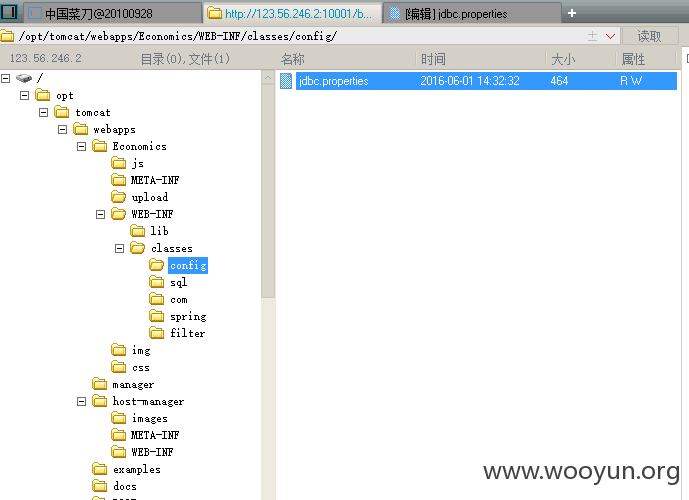 中国菜刀@20100928
http://123.56.246.2:10001/b...
[编辑] jdbc.properties
+
/opt/tomcat/webapps/Economics/WEB-INF/classes/config/
读取
123.56.246.2
目录(0),文件(1)
名称
时间
大小
属性
/
opt
tomcat
webapps
Economics
js
META-INF
upload
WEB-INF
lib
classes
config
sql
com
spring
filter
img
css
manager
host-manager
images
META-INF
WEB-INF
examples
docs
jdbc.properties
2016-06-01 14:32:32
464
R W
www.wooyun.org